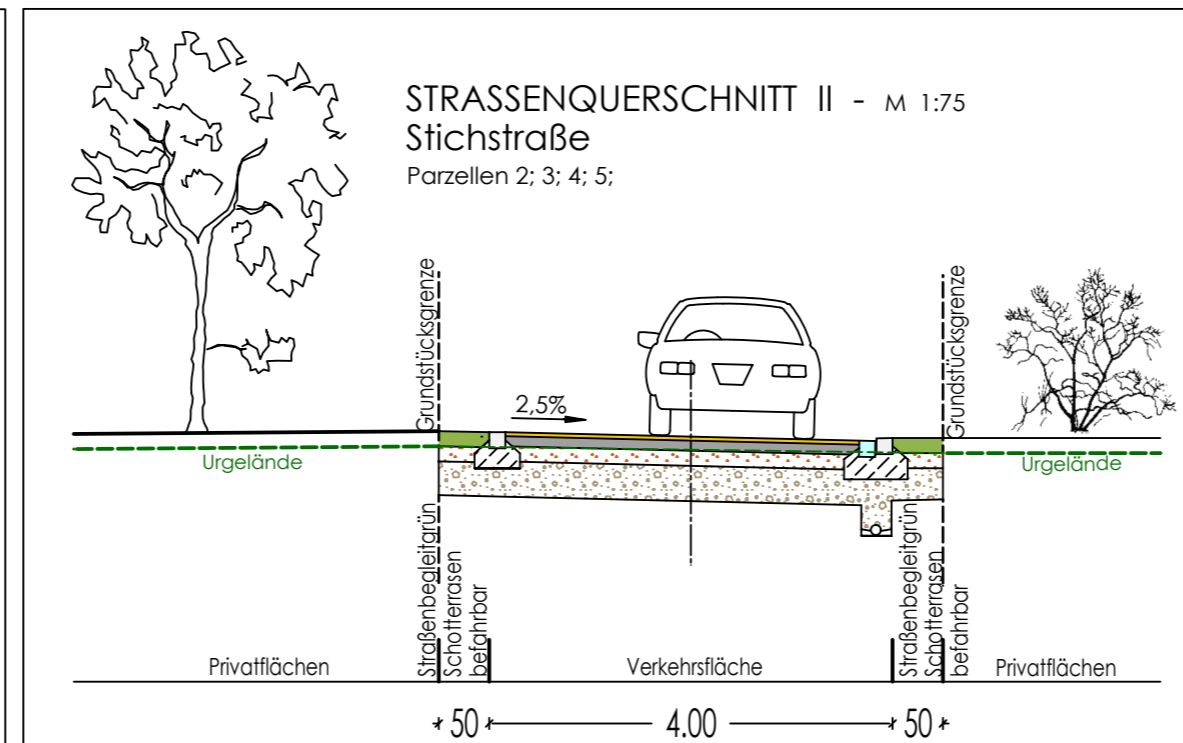 STRASSENQUERSCHNITT II - M 1:75
Stichstraße
Parzellen 2; 3; 4; 5;
Grundstücksgrenze
Grundstücksgrenze
2,5%
Urgelände
Urgelände
Straßenbegleitgrün
Schotterrasen
befahrbar
Straßenbegleitgrün
Schotterrasen
befahrbar
Privatflächen
Verkehrsfläche
Privatflächen
50 4.00 50